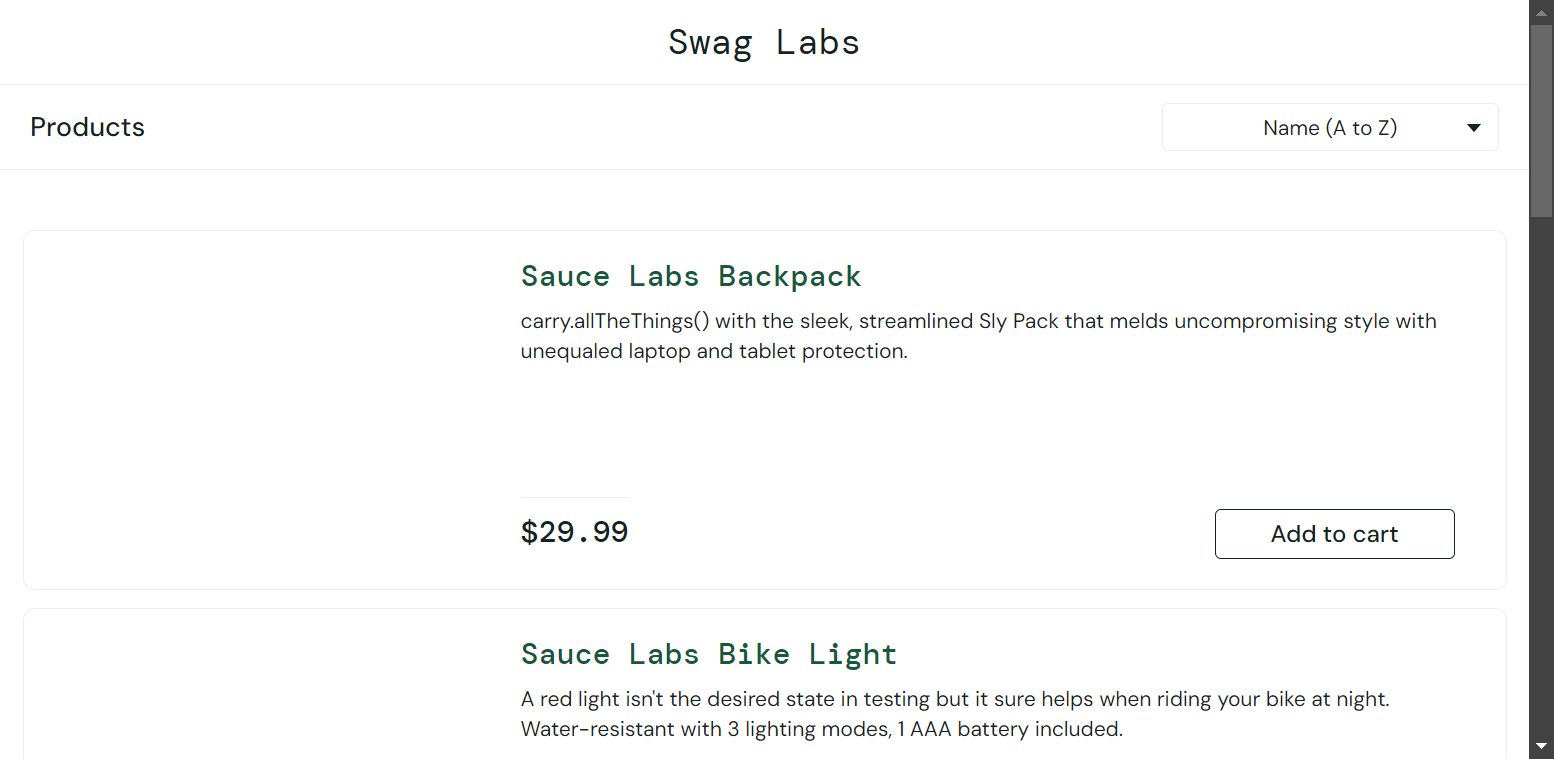 Swag Labs
Products
Name (A to Z)
Sauce Labs Backpack
carry.allTheThings() with the sleek, streamlined Sly Pack that melds uncompromising style with
unequaled laptop and tablet protection.
$29.99
Add to cart
Sauce Labs Bike Light
A red light isn't the desired state in testing but it sure helps when riding your bike at night.
Water-resistant with 3 lighting modes, 1 AAA battery included.